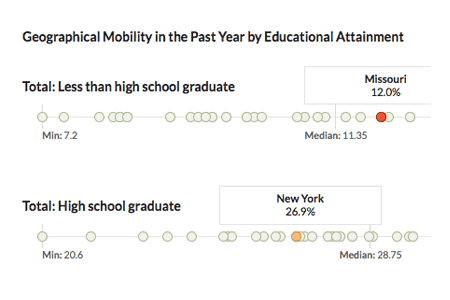 Geographical Mobility in the Past Year by Educational Attainment
Missouri
12.0%
Total: Less than high school graduate
Min: 7.2
Median: 11.35
New York
26.9%
Total: High school graduate
Min: 20.6
Median: 28.75